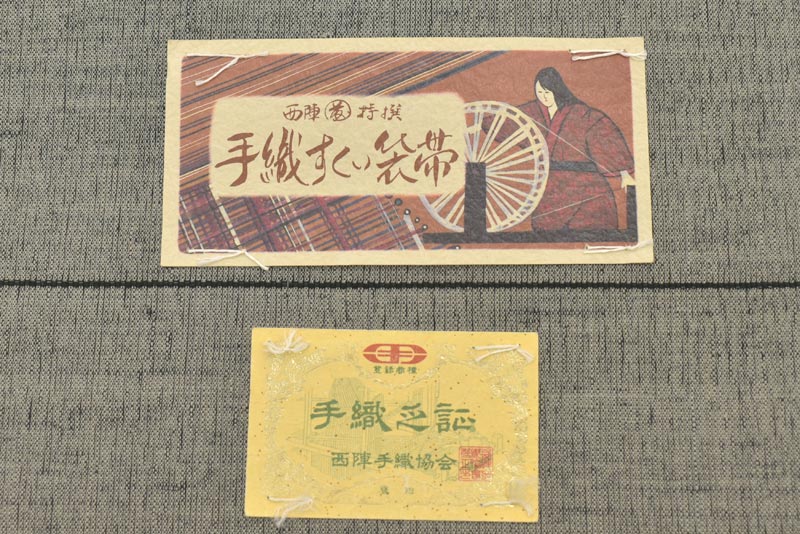 西陣 特撰
手織すくい袋帯
登録商標
手織之証
西陣手織協会